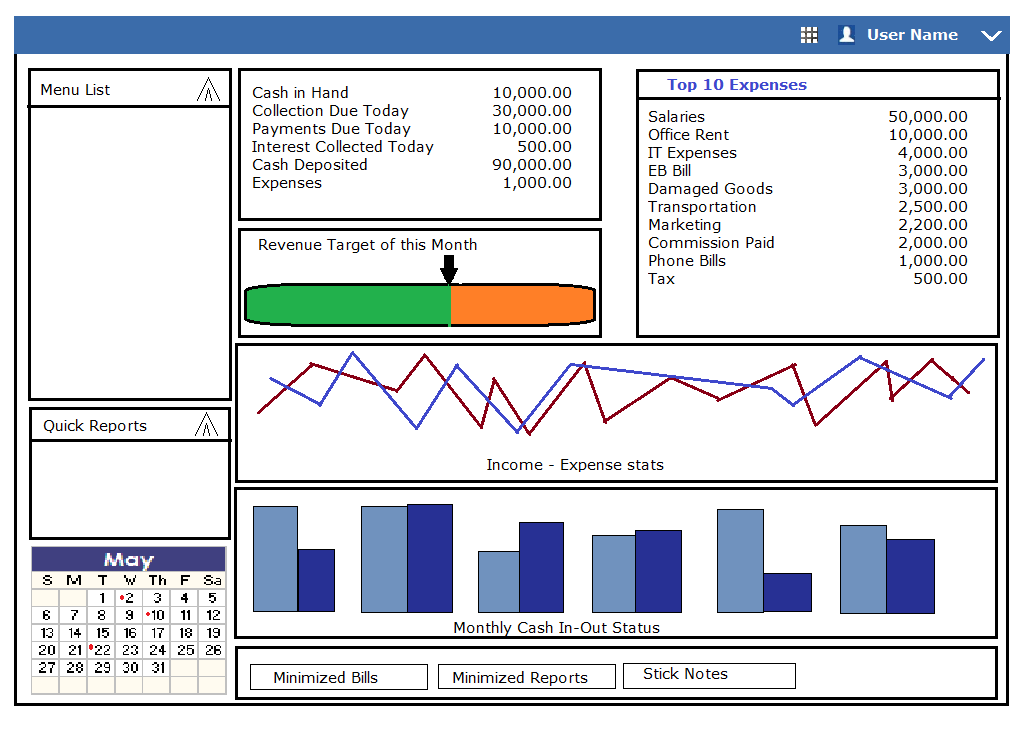 User Name
Menu List
Cash in Hand 10,000.00
Collection Due Today 30,000.00
Payments Due Today 10,000.00
Interest Collected Today 500.00
Cash Deposited 90,000.00
Expenses 1,000.00
Top 10 Expenses
Salaries 50,000.00
Office Rent 10,000.00
IT Expenses 4,000.00
EB Bill 3,000.00
Damaged Goods 3,000.00
Transportation 2,500.00
Marketing 2,200.00
Commission Paid 2,000.00
Phone Bills 1,000.00
Tax 500.00
Revenue Target of this Month
Income - Expense stats
Quick Reports
May
S M T W Th F Sa
1 2 3 4 5
6 7 8 9 10 11 12
13 14 15 16 17 18 19
20 21 22 23 24 25 26
27 28 29 30 31
Monthly Cash In-Out Status
Minimized Bills
Minimized Reports
Stick Notes